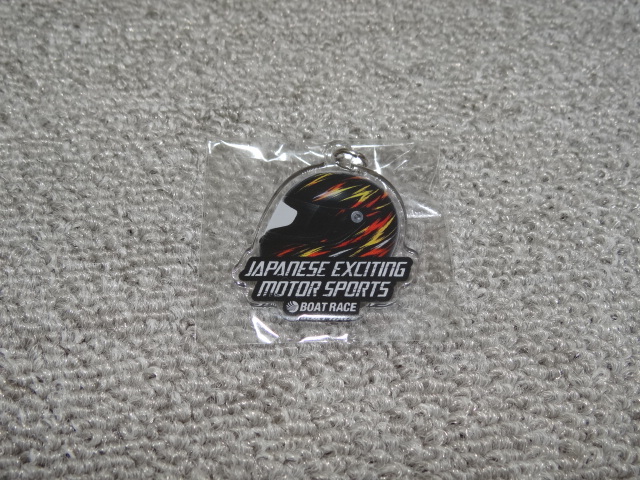 JAPANESE EXCITING
MOTOR SPORTS
BOAT RACE